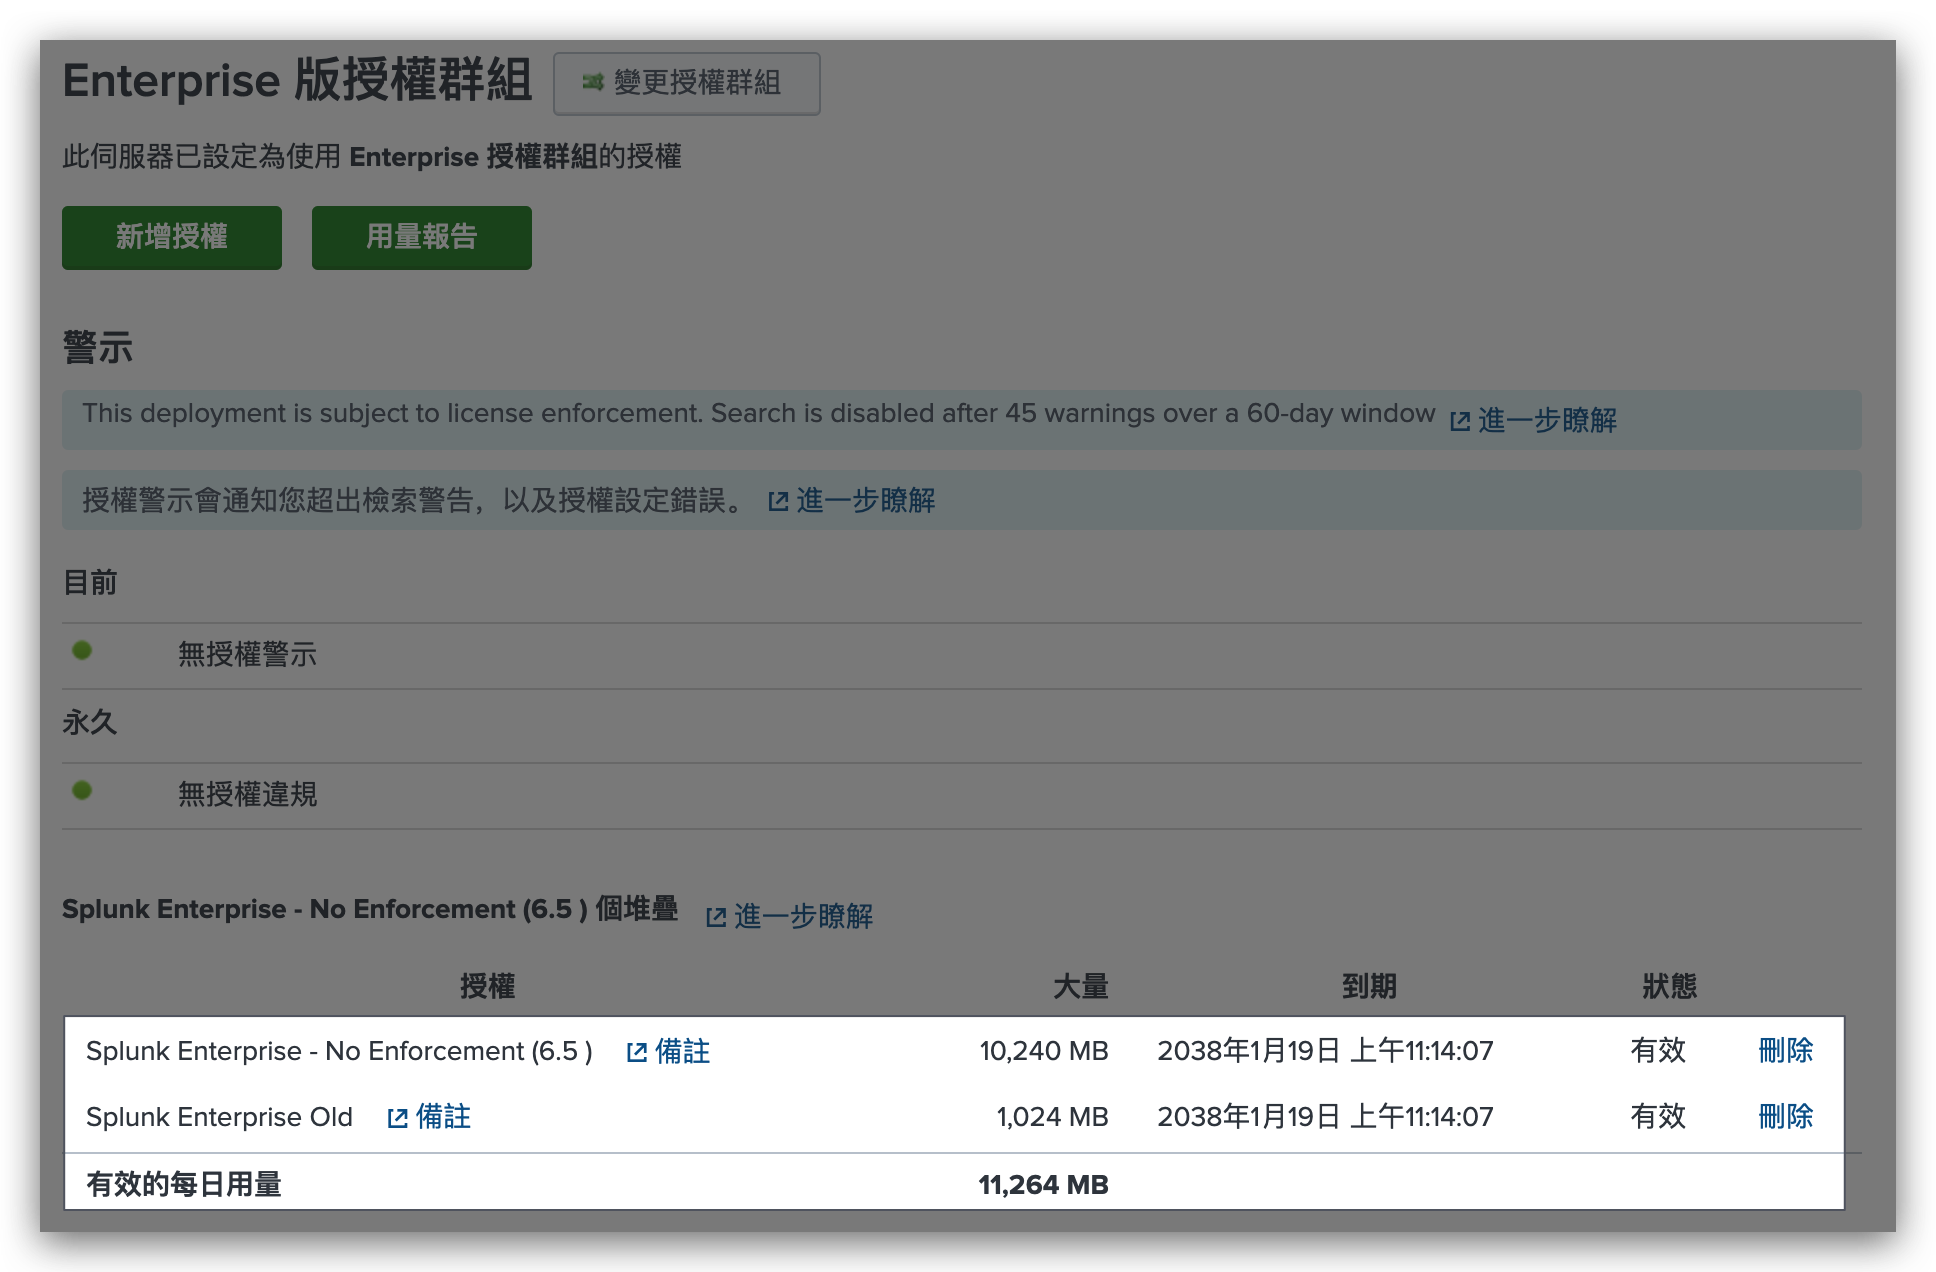 Enterprise 版授權群組 變更授權群組
此伺服器已設定為使用 Enterprise 授權群組的授權
新增授權 用量報告
警示
This deployment is subject to license enforcement. Search is disabled after 45 warnings over a 60-day window 進一步瞭解
授權警示會通知您超出檢索警告，以及授權設定錯誤。 進一步瞭解
目前
無授權警示
永久
無授權違規
Splunk Enterprise - No Enforcement (6.5 ) 個堆疊 進一步瞭解
授權 大量 到期 狀態
Splunk Enterprise - No Enforcement (6.5 ) 備註 10,240 MB 2038年1月19日 上午11:14:07 有效 刪除
Splunk Enterprise Old 備註 1,024 MB 2038年1月19日 上午11:14:07 有效 刪除
有效的每日用量 11,264 MB